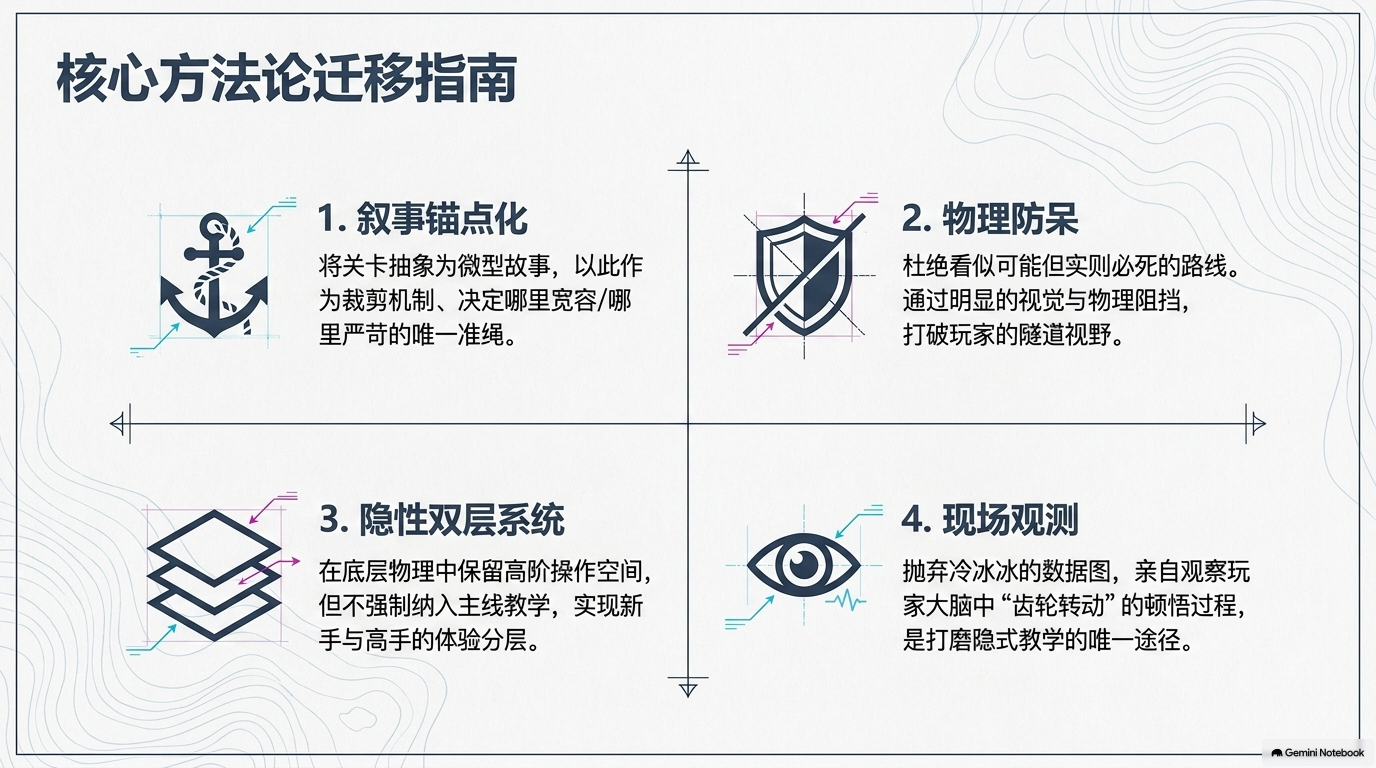 核心方法论迁移指南
1. 叙事锚点化
将关卡抽象为微型故事，以此作
为裁剪机制、决定哪里宽容/哪
里严苛的唯一准绳。
2. 物理防呆
杜绝看似可能但实则必死的路线。
通过明显的视觉与物理阻挡，
打破玩家的隧道视野。
3. 隐性双层系统
在底层物理中保留高阶操作空间，
但不强制纳入主线教学，实现新
手与高手的体验分层。
4. 现场观测
抛弃冷冰冰的数据图，亲自观察玩
家大脑中“齿轮转动”的顿悟过程，
是打磨隐式教学的唯一途径。
Gemini Notebook